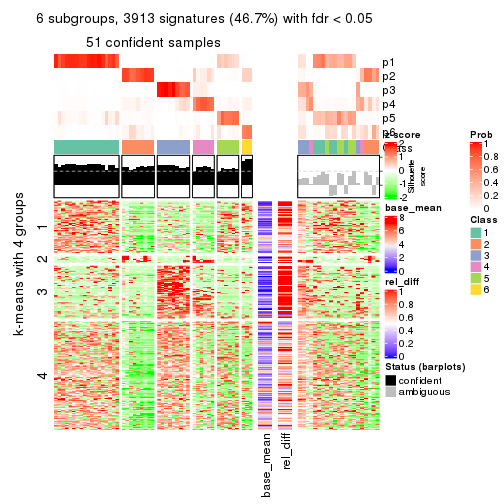 6 subgroups, 3913 signatures (46.7%) with fdr < 0.05
51 confident samples
p1
p2
p3
p4
p5
p6
Class
Silhouette
score
k-means with 4 groups
1
2
3
4
base_mean
rel_diff
z-score
2
1
0
-1
-2
base_mean
8
6
4
2
0
rel_diff
1
0.8
0.6
0.4
0.2
0
Status (barplots)
confident
ambiguous
Prob
1
0.8
0.6
0.4
0.2
0
Class
1
2
3
4
5
6